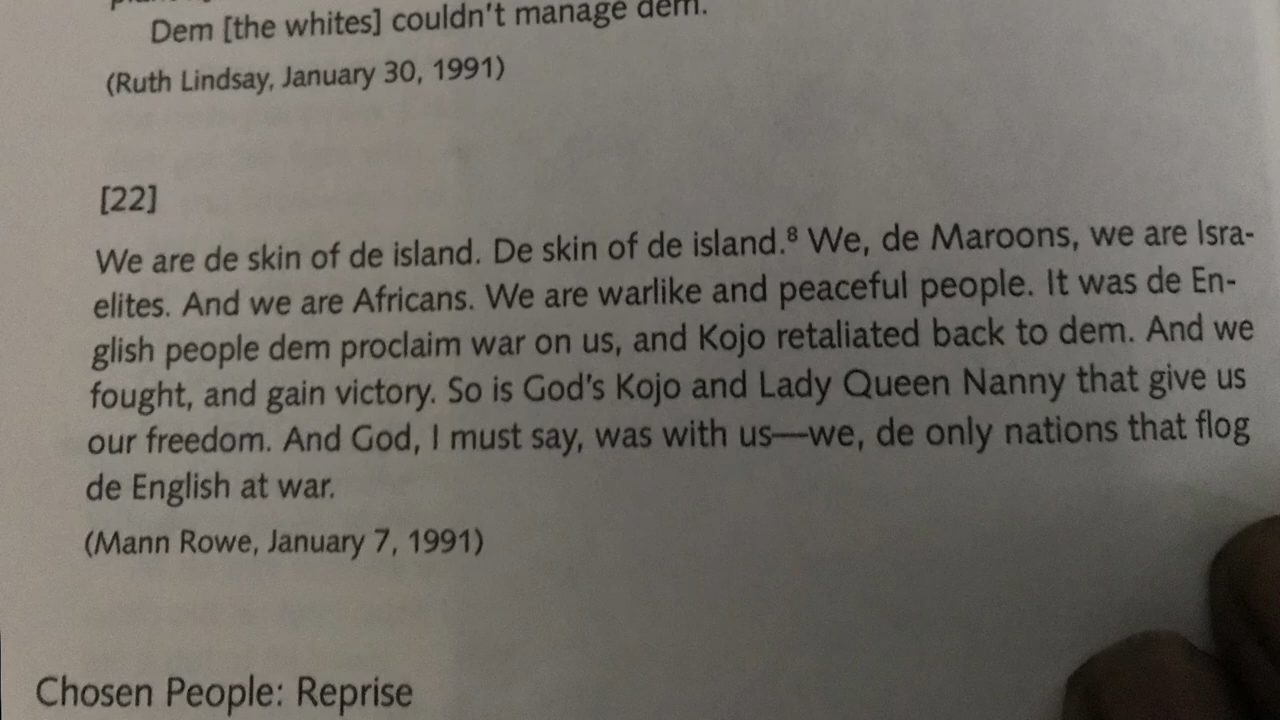 Dem [the whites] couldn't manage dem.
(Ruth Lindsay, January 30, 1991)
[22]
We are de skin of de island. De skin of de island.⁸ We, de Maroons, we are Isra-
elites. And we are Africans. We are warlike and peaceful people. It was de En-
glish people dem proclaim war on us, and Kojo retaliated back to dem. And we
fought, and gain victory. So is God's Kojo and Lady Queen Nanny that give us
our freedom. And God, I must say, was with us—we, de only nations that flog
de English at war.
(Mann Rowe, January 7, 1991)
Chosen People: Reprise